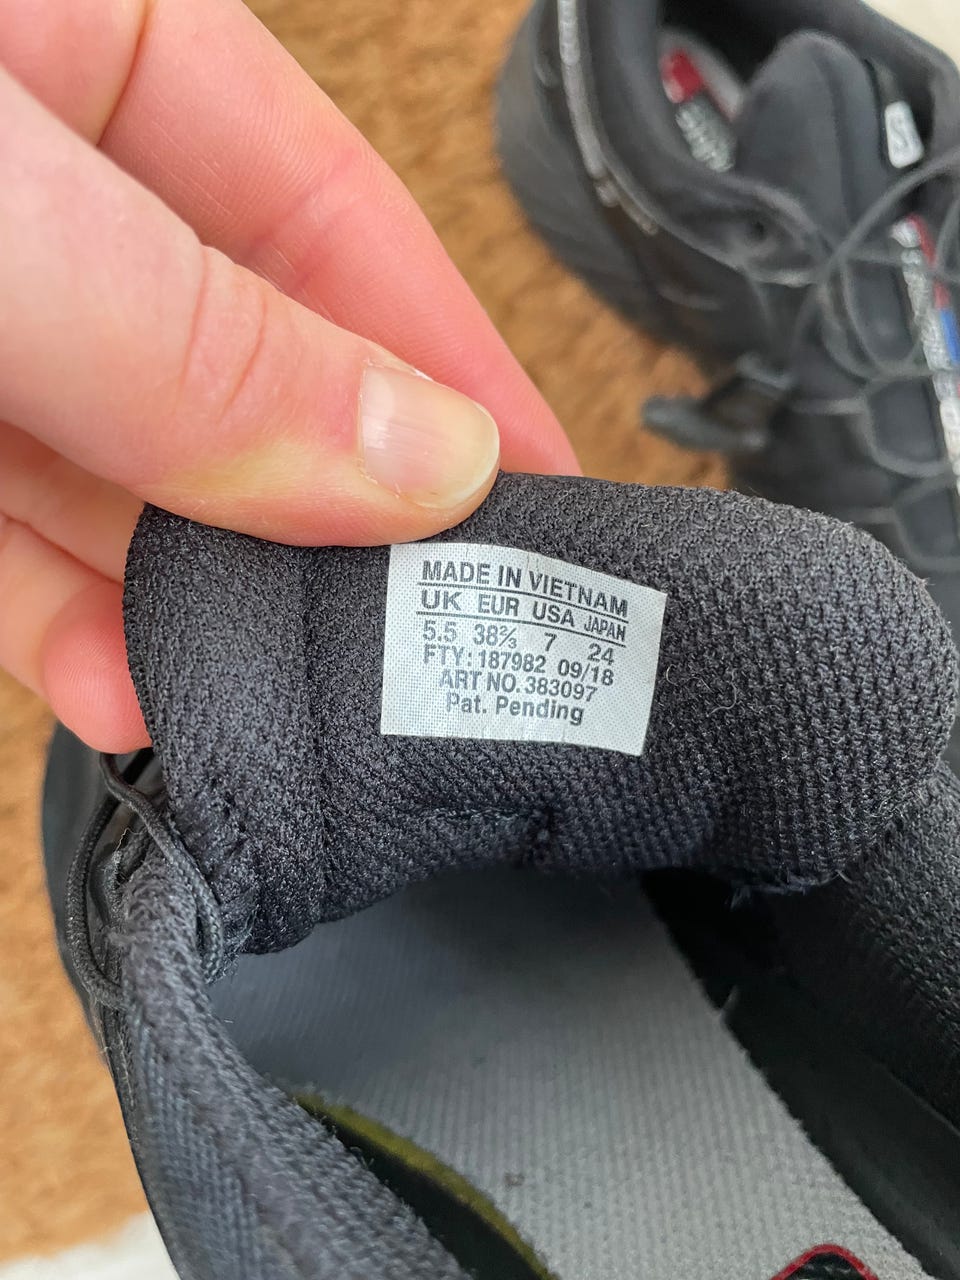 MADE IN VIETNAM
UK EUR USA JAPAN
5.5 38⅔ 7 24
FTY: 187982 09/18
ART NO. 383097
Pat. Pending